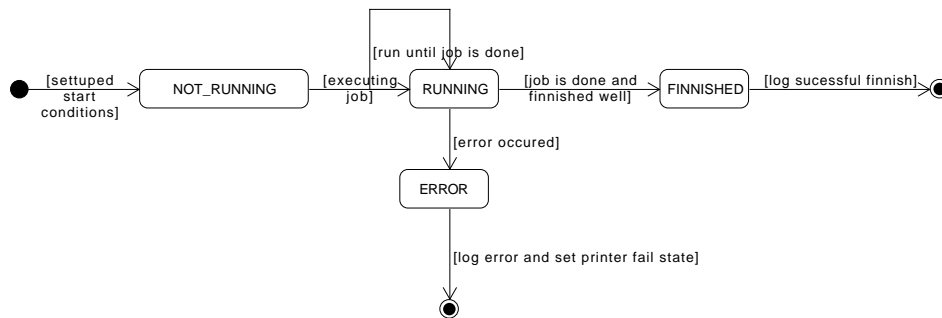 [run until job is done]
[settuped
start
conditions]
NOT_RUNNING
[executing
job]
RUNNING
[job is done and
finnished well]
FINNISHED
[log sucessful finnish]
[error occured]
ERROR
[log error and set printer fail state]